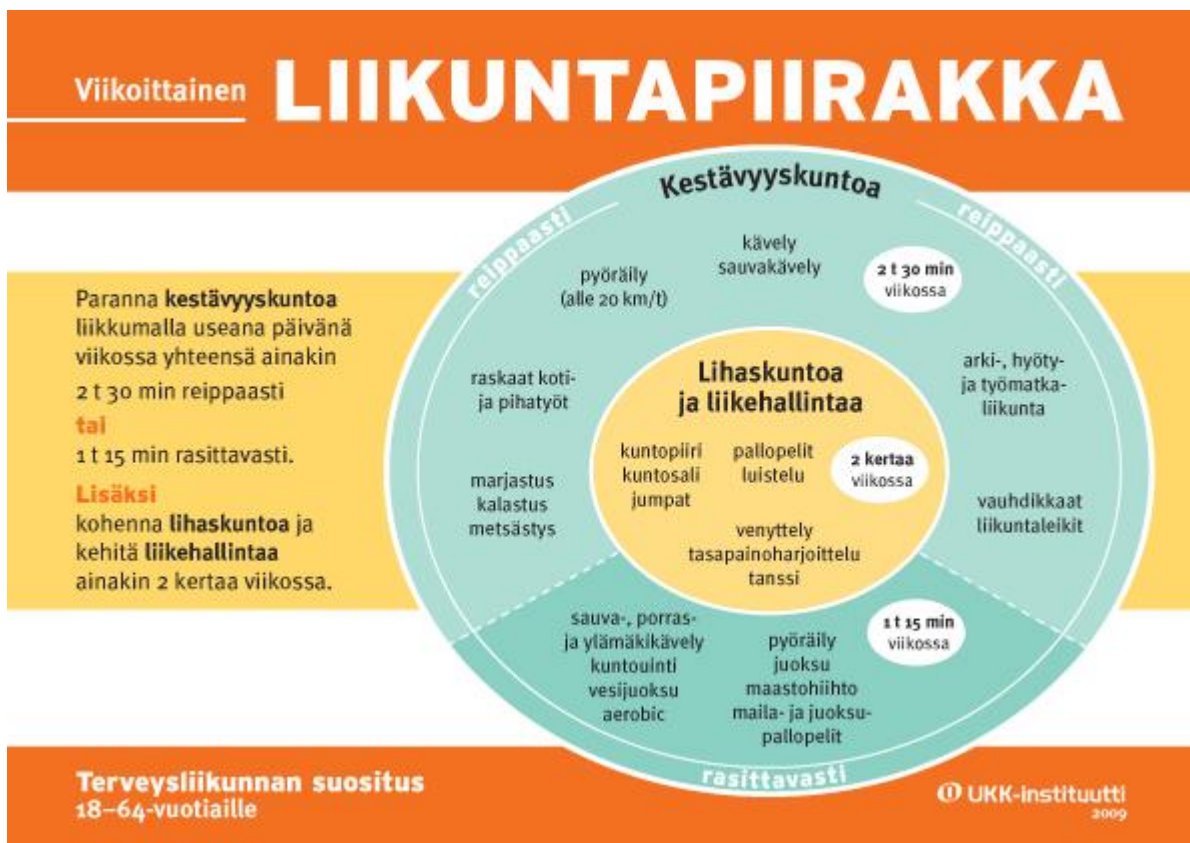 Viikoittainen LIIKUNTAPIIRAKKA
Paranna kestävyyskuntoa
liikkumalla useana päivänä
viikossa yhteensä ainakin
2 t 30 min reippaasti
tai
1 t 15 min rasittavasti.
Lisäksi
kohenna lihaskuntoa ja
kehitä liikehallintaa
ainakin 2 kertaa viikossa.
Kestävyyskuntoa
reippaasti
reippaasti
kävely
sauvakävely
2 t 30 min
viikossa
pyöräily
(alle 20 km/t)
raskaat koti-
ja pihatyöt
marjastus
kalastus
metsästys
arki-, hyöty-
ja työmatka-
liikunta
vauhdikkaat
liikuntaleikit
Lihaskuntoa
ja liikehallintaa
kuntopiiri
kuntosali
jumpat
pallopelit
luistelu
2 kertaa
viikossa
venyttely
tasapainoharjoittelu
tanssi
sauva-, porras-
ja ylämäkikävely
kuntouinti
vesijuoksu
aerobic
pyöräily
juoksu
maastohiihto
maila- ja juoksu-
pallopelit
1 t 15 min
viikossa
rasittavasti
Terveysliikunnan suositus
18–64-vuotiaille
UKK-instituutti
2009